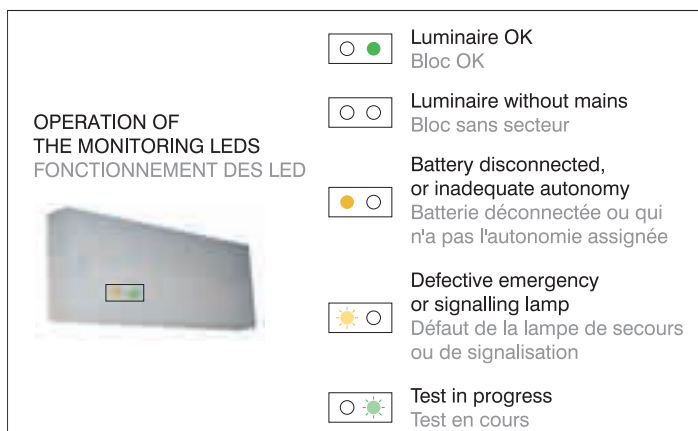 OPERATION OF
THE MONITORING LEDS
FONCTIONNEMENT DES LED
Luminaire OK
Bloc OK
Luminaire without mains
Bloc sans secteur
Battery disconnected,
or inadequate autonomy
Batterie déconnectée ou qui
n'a pas l'autonomie assignée
Defective emergency
or signalling lamp
Défaut de la lampe de secours
ou de signalisation
Test in progress
Test en cours